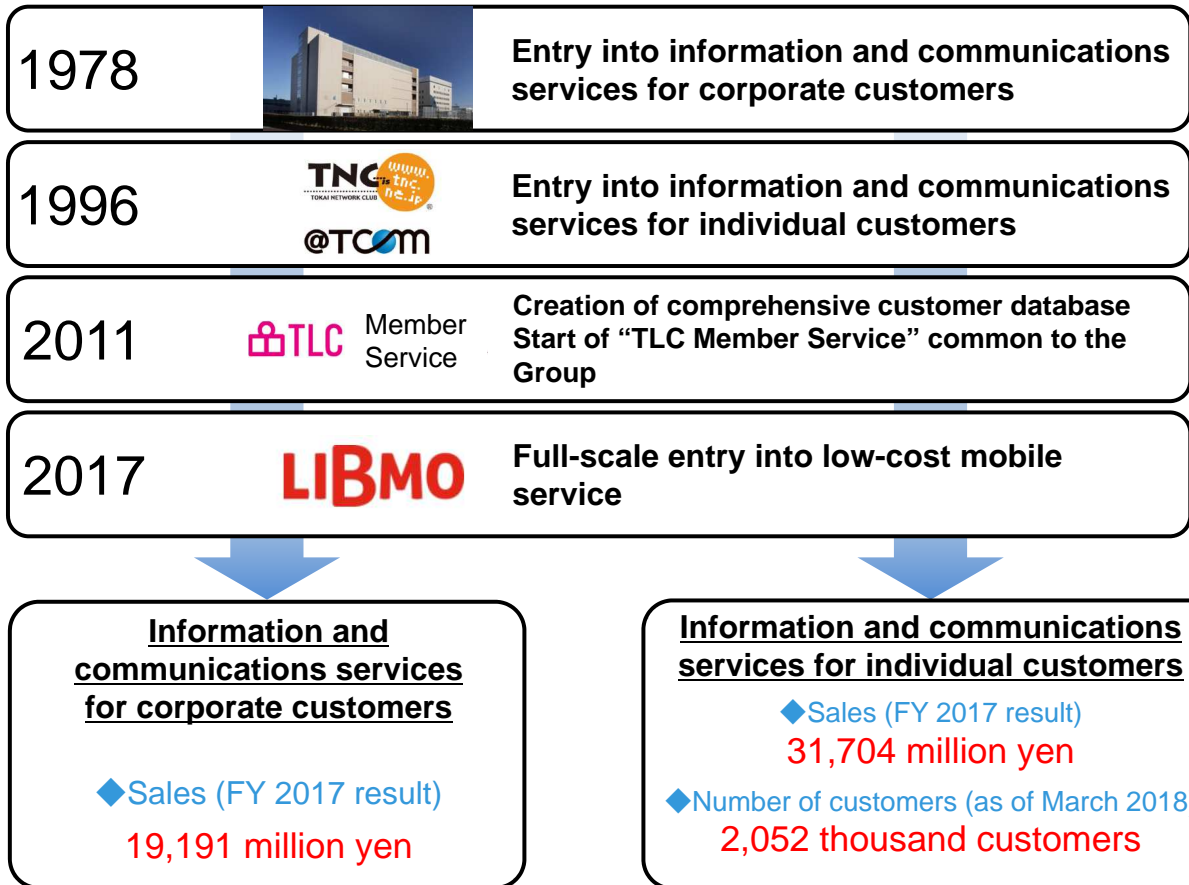 1978
Entry into information and communications
services for corporate customers
1996
TNC is www.
tnc.
ne.jp
TOKAI NETWORK CLUB
®
@TCOM
Entry into information and communications
services for individual customers
2011
TLC
Member
Service
Creation of comprehensive customer database
Start of “TLC Member Service” common to the
Group
2017
LIBMO
Full-scale entry into low-cost mobile
service
Information and
communications services
for corporate customers
◆Sales (FY 2017 result)
19,191 million yen
Information and communications
services for individual customers
◆Sales (FY 2017 result)
31,704 million yen
◆Number of customers (as of March 2018
2,052 thousand customers